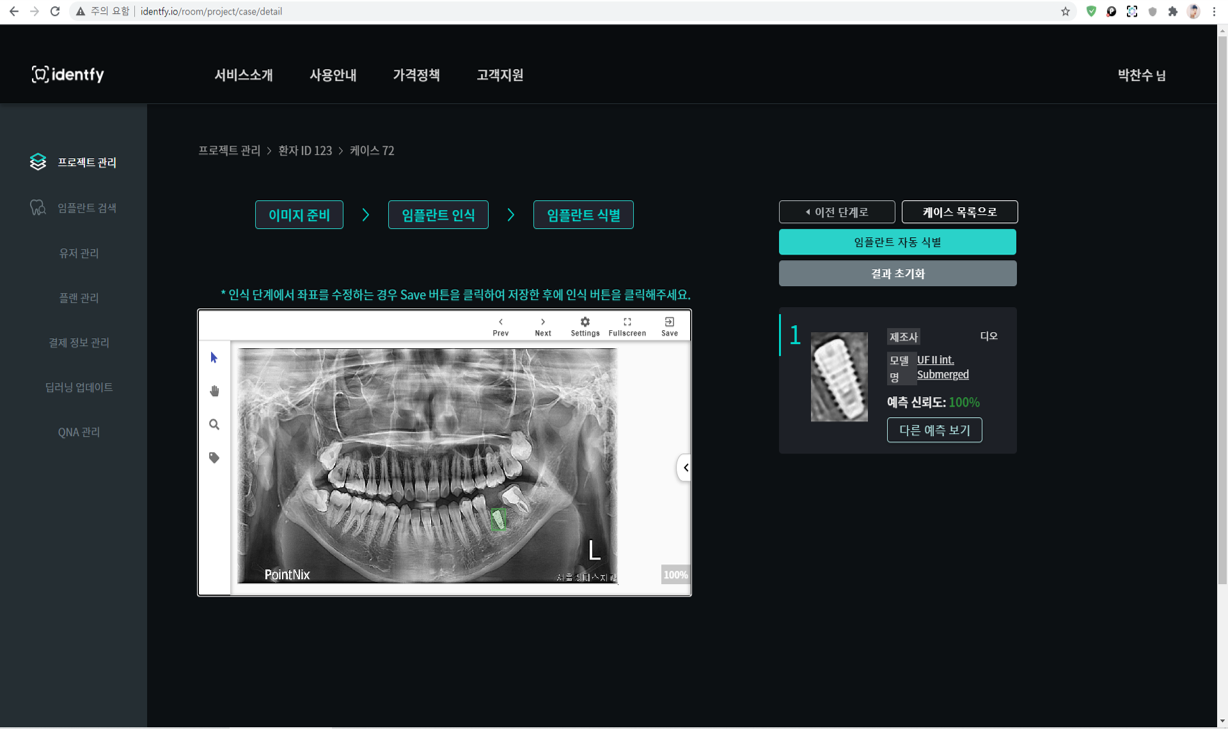 주의 요함 identfy.io/room/project/case/detail
identfy
서비스소개 사용안내 가격정책 고객지원 박찬수 님
프로젝트 관리
임플란트 검색
유저 관리
플랜 관리
결제 정보 관리
딥러닝 업데이트
QNA 관리
프로젝트 관리 > 환자 ID 123 > 케이스 72
이미지 준비 > 임플란트 인식 > 임플란트 식별
* 인식 단계에서 좌표를 수정하는 경우 Save 버튼을 클릭하여 저장한 후에 인식 버튼을 클릭해주세요.
Prev Next Settings Fullscreen Save
L
PointNix
100%
이전 단계로 케이스 목록으로
임플란트 자동 식별
결과 초기화
1
제조사 디오
모델명 UF II int. Submerged
예측 신뢰도: 100%
다른 예측 보기